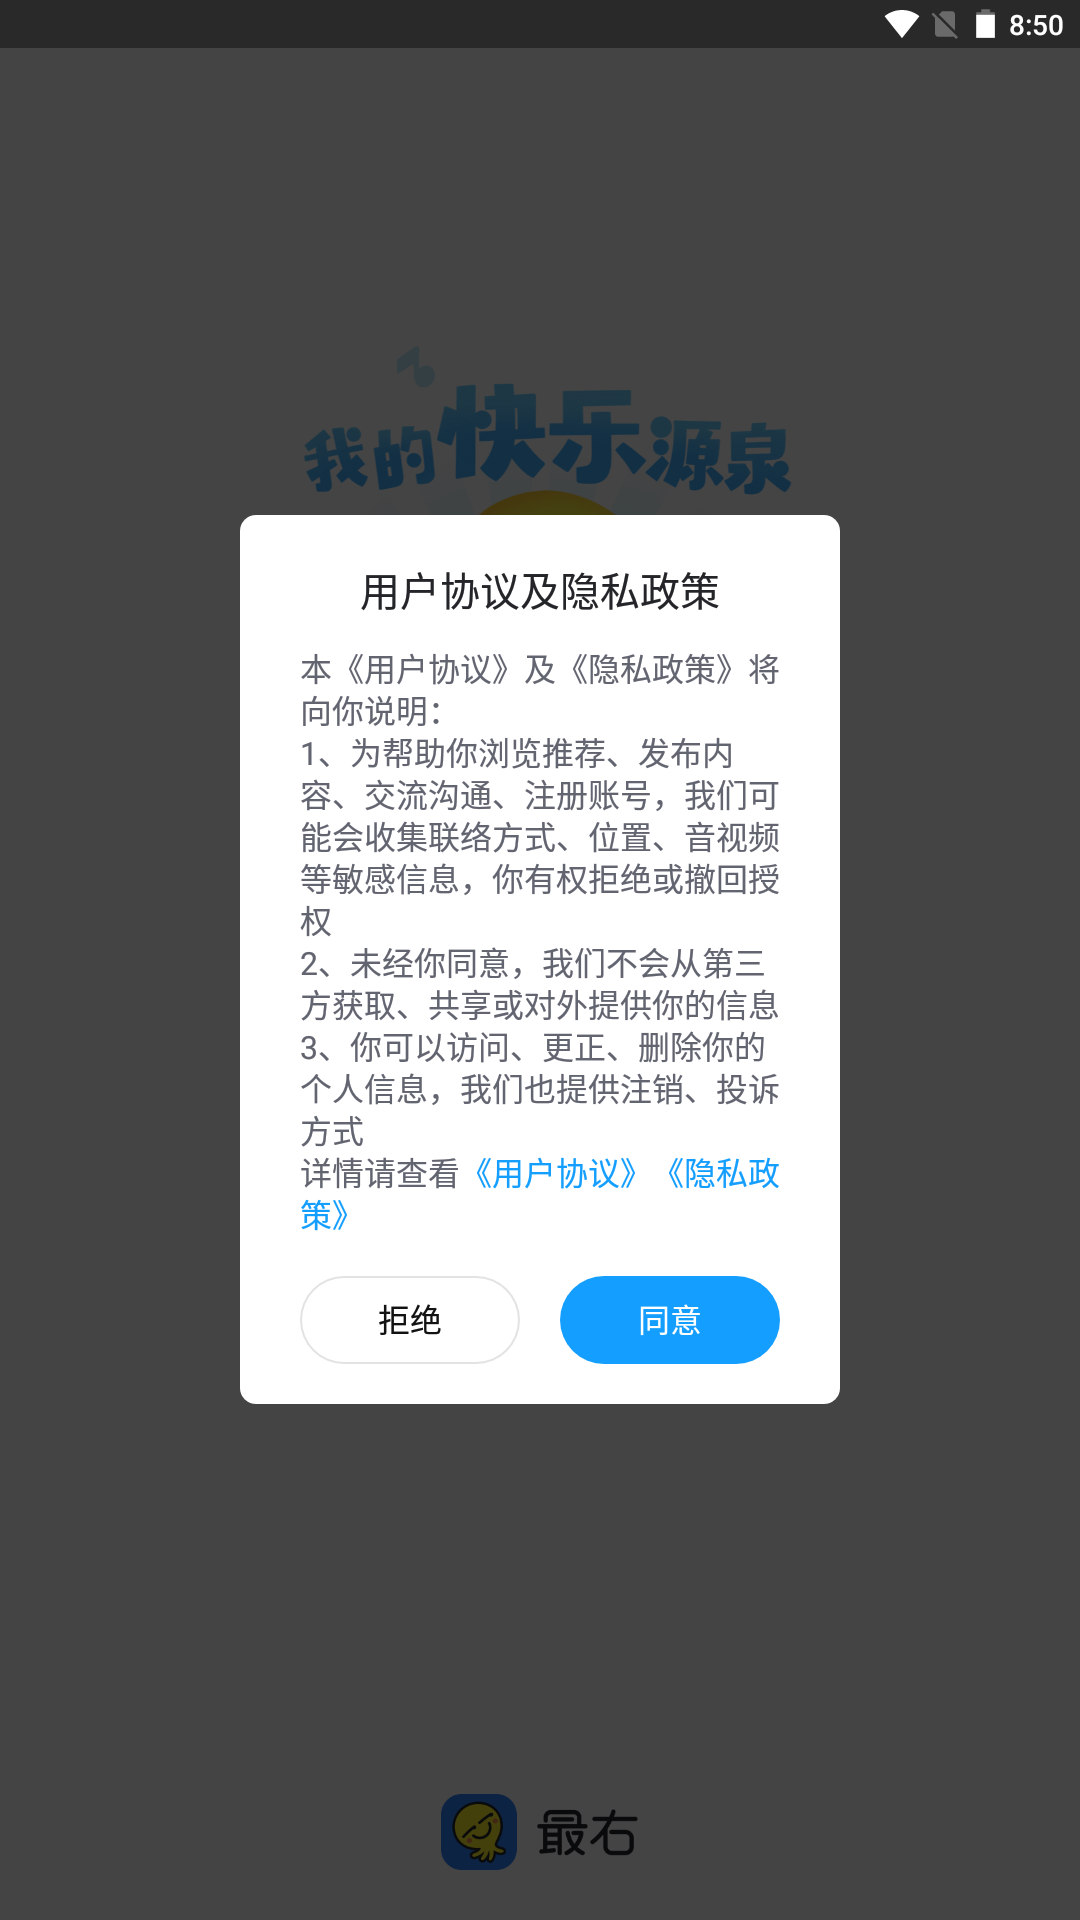 8:50
我的快乐源泉
用户协议及隐私政策
本《用户协议》及《隐私政策》将
向你说明：
1、为帮助你浏览推荐、发布内
容、交流沟通、注册账号，我们可
能会收集联络方式、位置、音视频
等敏感信息，你有权拒绝或撤回授
权
2、未经你同意，我们不会从第三
方获取、共享或对外提供你的信息
3、你可以访问、更正、删除你的
个人信息，我们也提供注销、投诉
方式
详情请查看《用户协议》《隐私政
策》
拒绝 同意
最右